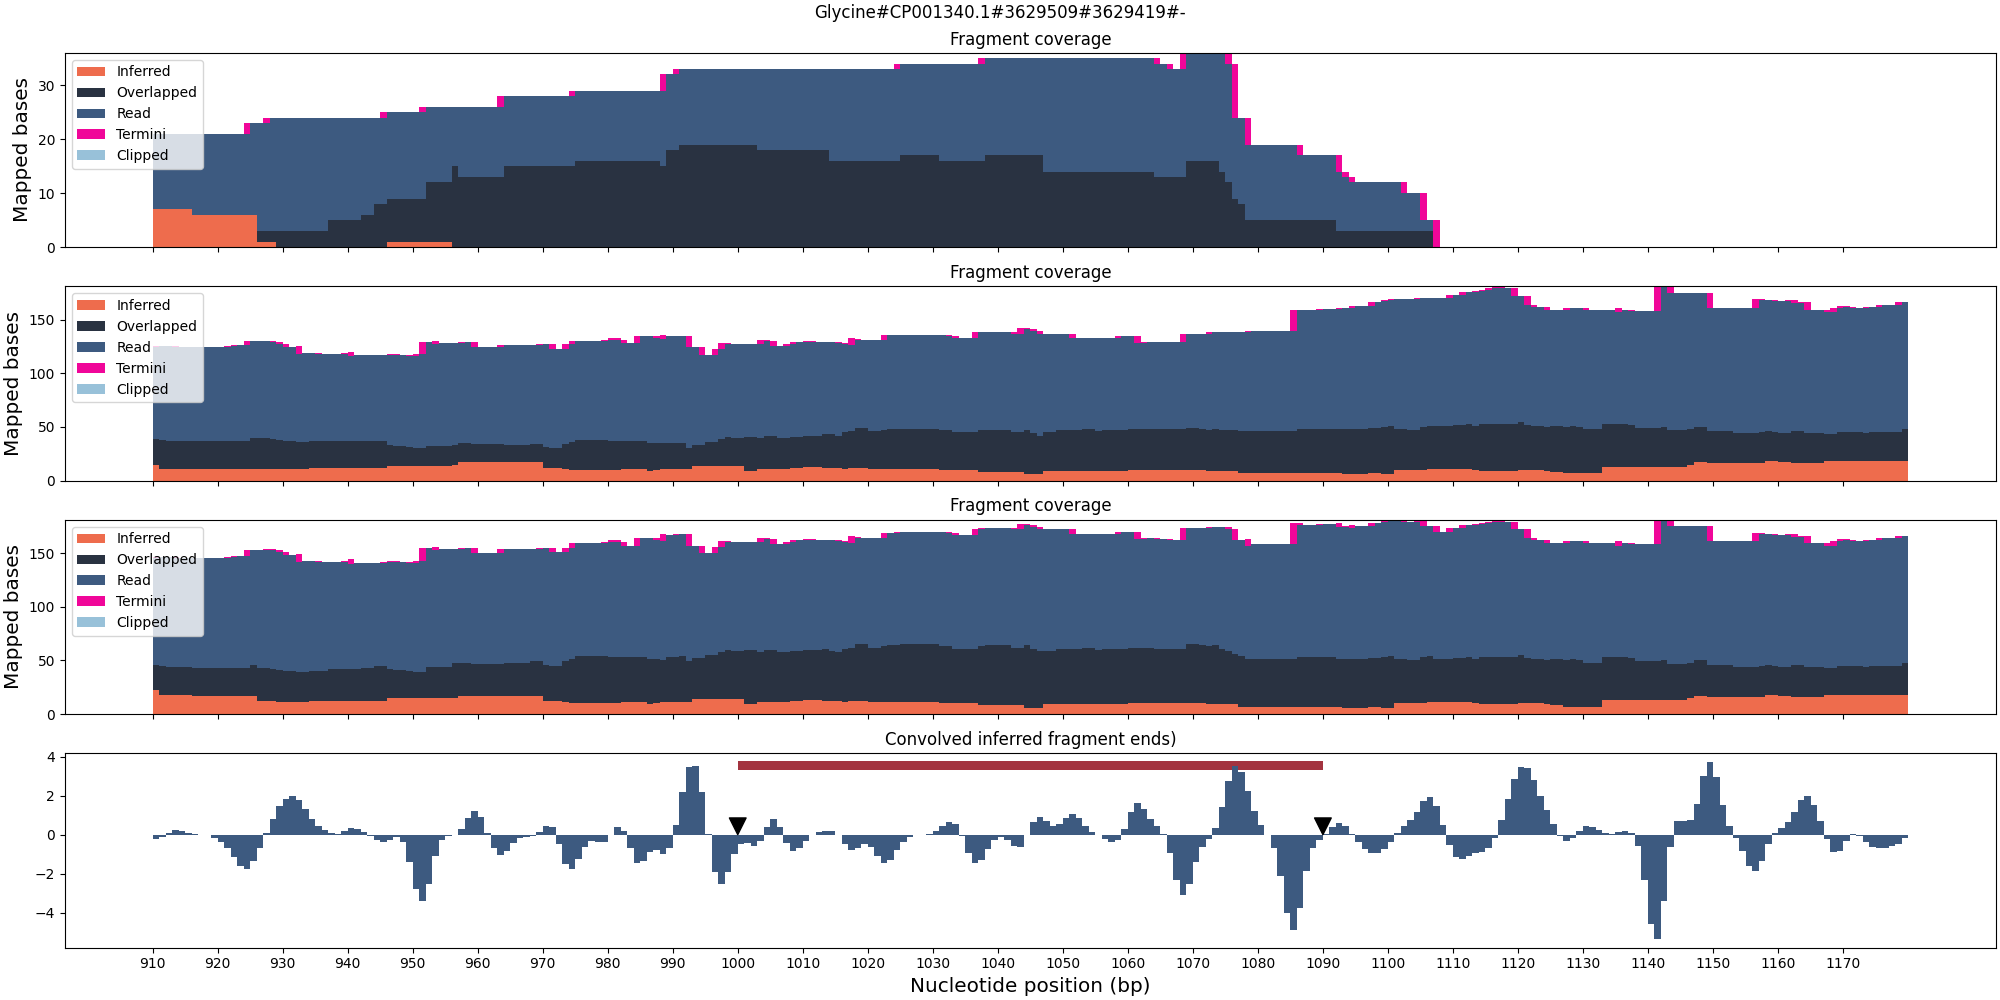 Glycine#CP001340.1#3629509#3629419#-
Fragment coverage
Mapped bases
30
20
10
0
Inferred
Overlapped
Read
Termini
Clipped
Fragment coverage
Mapped bases
150
100
50
0
Inferred
Overlapped
Read
Termini
Clipped
Fragment coverage
Mapped bases
150
100
50
0
Inferred
Overlapped
Read
Termini
Clipped
Convolved inferred fragment ends)
4
2
0
−2
−4
910 920 930 940 950 960 970 980 990 1000 1010 1020 1030 1040 1050 1060 1070 1080 1090 1100 1110 1120 1130 1140 1150 1160 1170
Nucleotide position (bp)